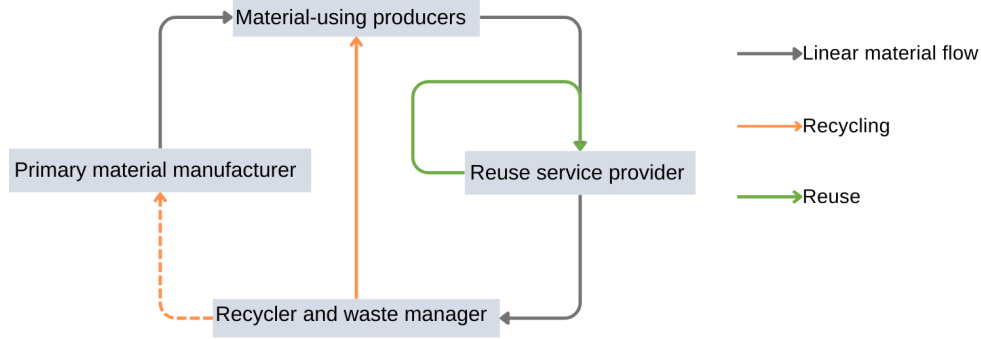 Material-using producers
Linear material flow
Recycling
Primary material manufacturer
Reuse service provider
Reuse
Recycler and waste manager